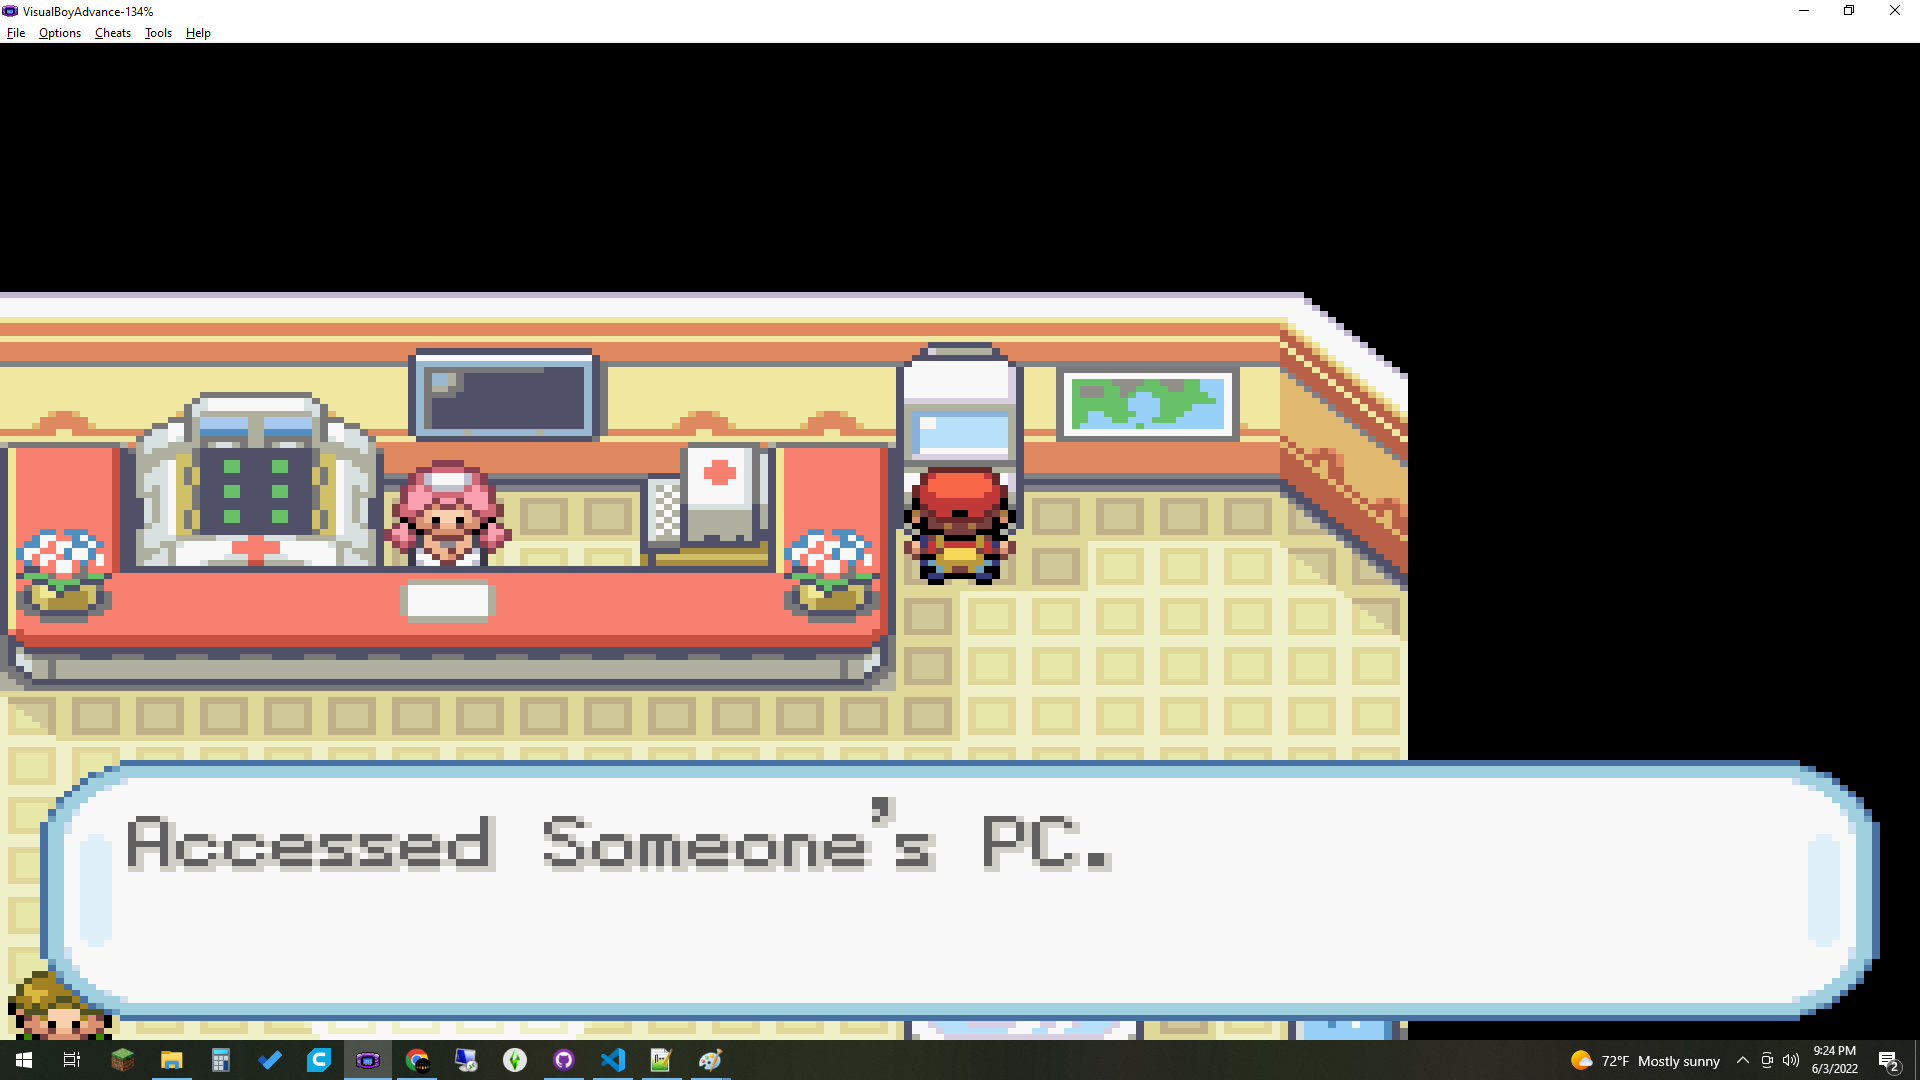 VisualBoyAdvance-134%
File Options Cheats Tools Help
Accessed Someone's PC.
72°F Mostly sunny
9:24 PM
6/3/2022
2